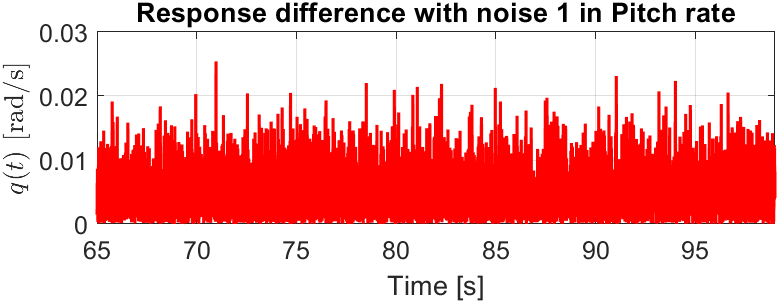 Response difference with noise 1 in Pitch rate
0.03
0.02
0.01
0
q(t) [rad/s]
65 70 75 80 85 90 95
Time [s]